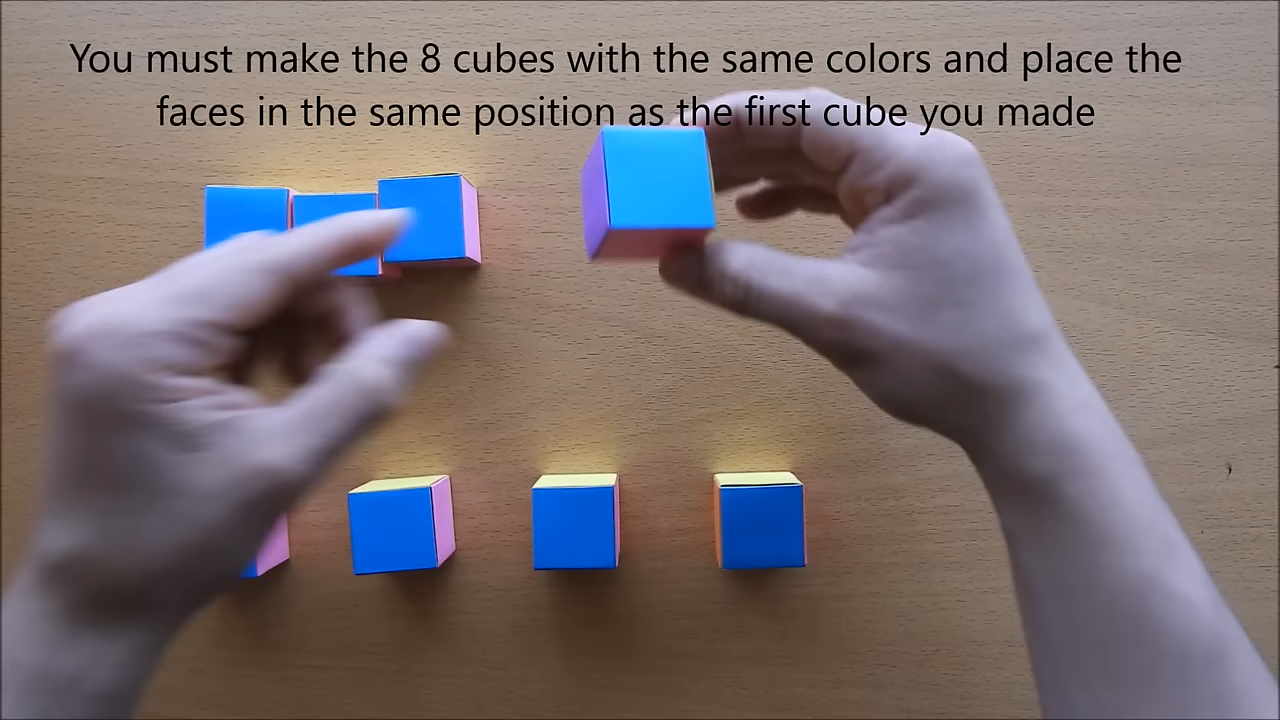 You must make the 8 cubes with the same colors and place the
faces in the same position as the first cube you made